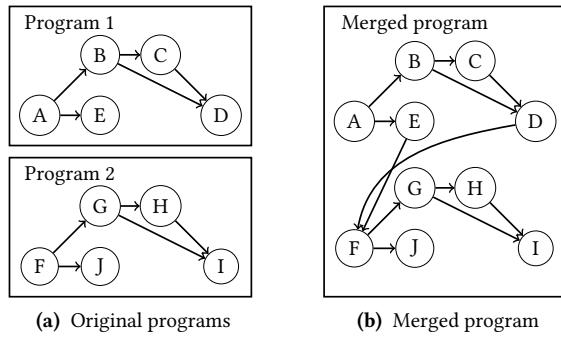 Program 1
B
C
A
E
D
Program 2
G
H
F
J
I
(a) Original programs
Merged program
B
C
A
E
D
G
H
F
J
I
(b) Merged program